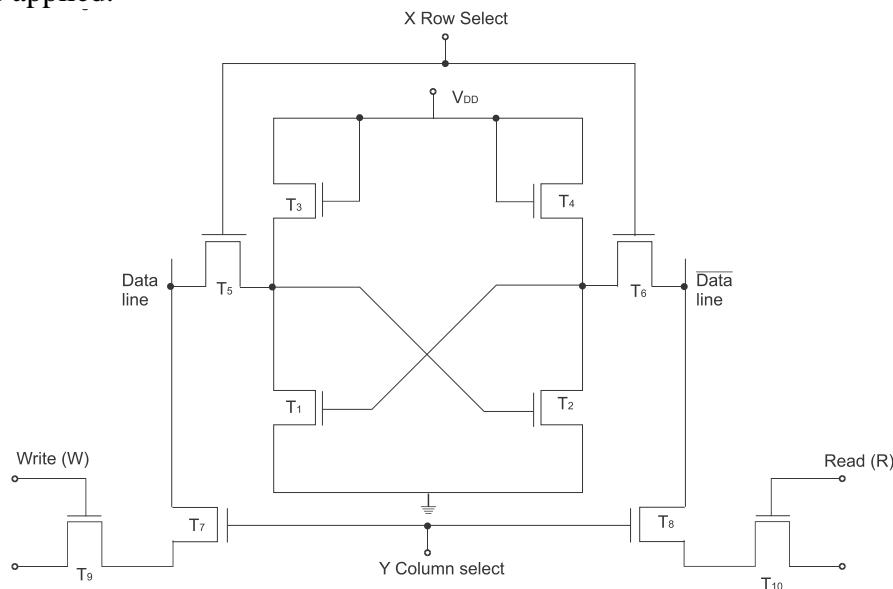 applied.
X Row Select
VDD
T3
T4
Data
line
T5
T6
Data
line
T1
T2
Write (W)
Read (R)
T7
T8
Y Column select
T9
T10